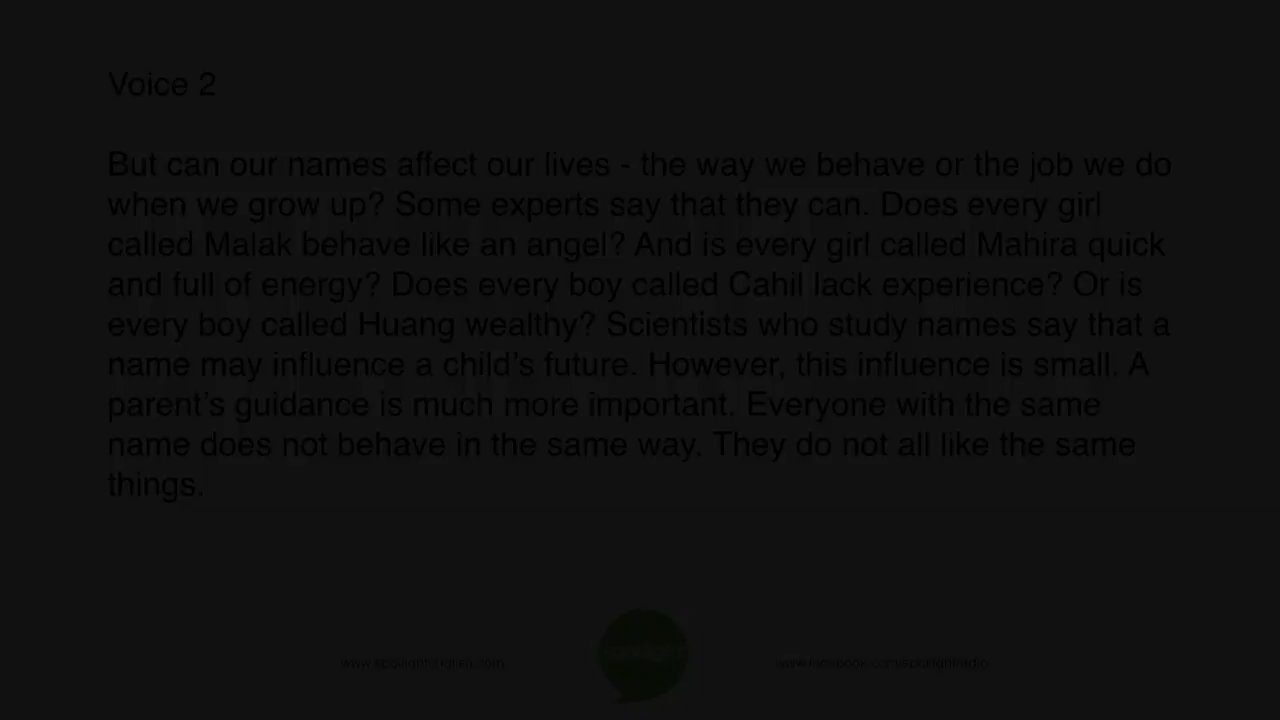 Voice 2
But can our names affect our lives - the way we behave or the job we do
when we grow up? Some experts say that they can. Does every girl
called Malak behave like an angel? And is every girl called Mahira quick
and full of energy? Does every boy called Cahil lack experience? Or is
every boy called Huang wealthy? Scientists who study names say that a
name may influence a child’s future. However, this influence is small. A
parent’s guidance is much more important. Everyone with the same
name does not behave in the same way. They do not all like the same
things.